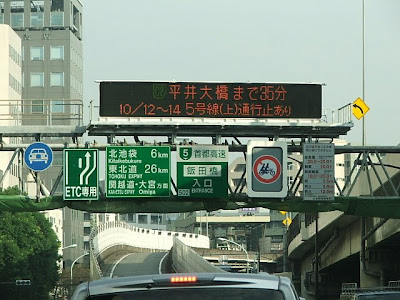 平井大橋まで35分
10/12〜14 5号線(上)通行止あり
ETC専用
北池袋 6km
Kitaikebukuro
東北道 26km
TOHOKU EXPWY
関越道・大宮方面
KAN-ETSU EXPWY Omiya
5 首都高速
飯田橋
入口
ENTRANCE